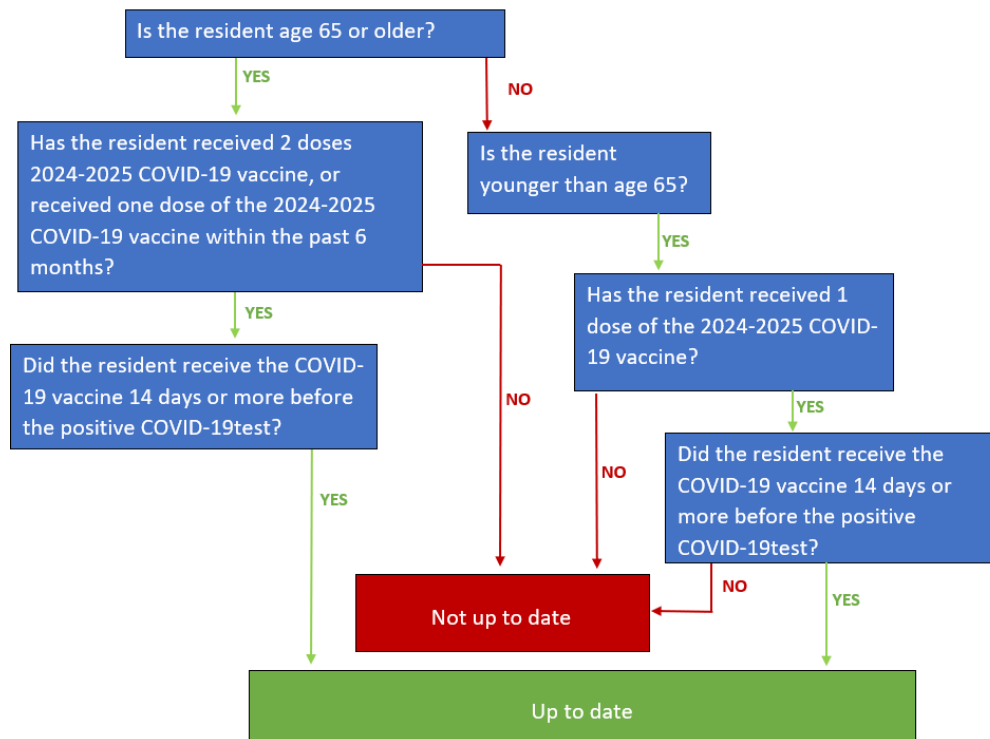 Is the resident age 65 or older?
YES
NO
Has the resident received 2 doses
2024-2025 COVID-19 vaccine, or
received one dose of the 2024-2025
COVID-19 vaccine within the past 6
months?
Is the resident
younger than age 65?
YES
YES
NO
Has the resident received 1
dose of the 2024-2025 COVID-
19 vaccine?
Did the resident receive the COVID-
19 vaccine 14 days or more before
the positive COVID-19test?
YES
NO
YES
Did the resident receive the
COVID-19 vaccine 14 days or
more before the positive
COVID-19test?
NO
YES
Not up to date
Up to date